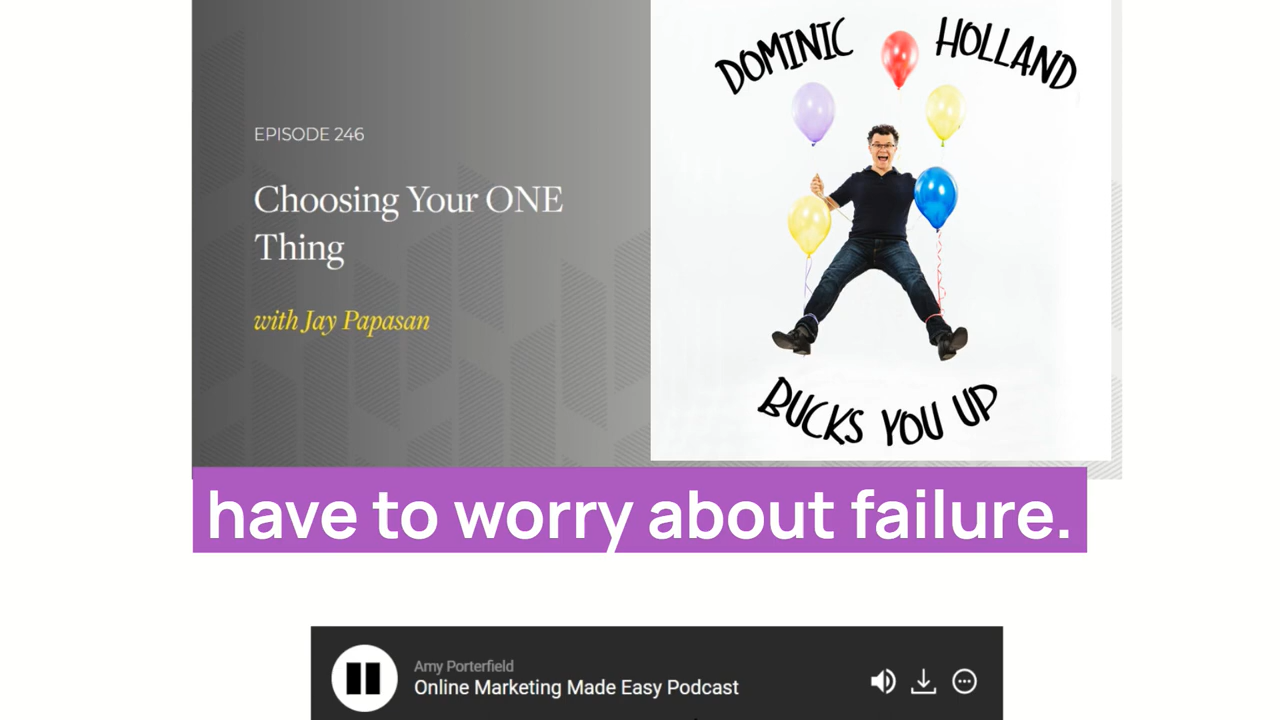 EPISODE 246
Choosing Your ONE
Thing
with Jay Papasan
DOMINIC HOLLAND
BUCKS YOU UP
have to worry about failure.
Amy Porterfield
Online Marketing Made Easy Podcast